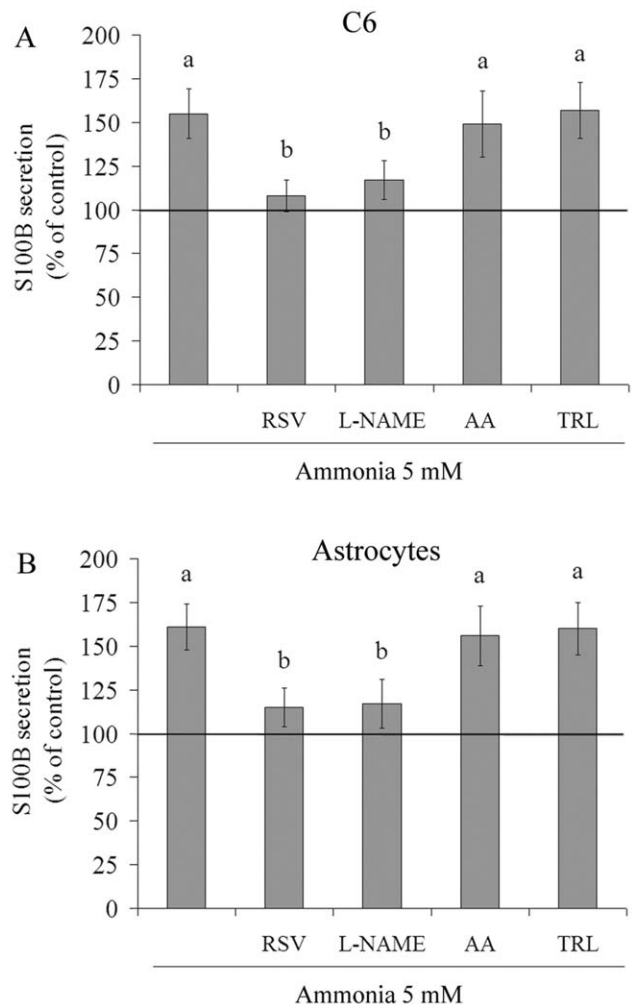 A
C6
S100B secretion
(% of control)
200
175
150
125
100
75
50
25
0
a
b
b
a
a
RSV L-NAME AA TRL
Ammonia 5 mM
B
Astrocytes
S100B secretion
(% of control)
200
175
150
125
100
75
50
25
0
a
b
b
a
a
RSV L-NAME AA TRL
Ammonia 5 mM